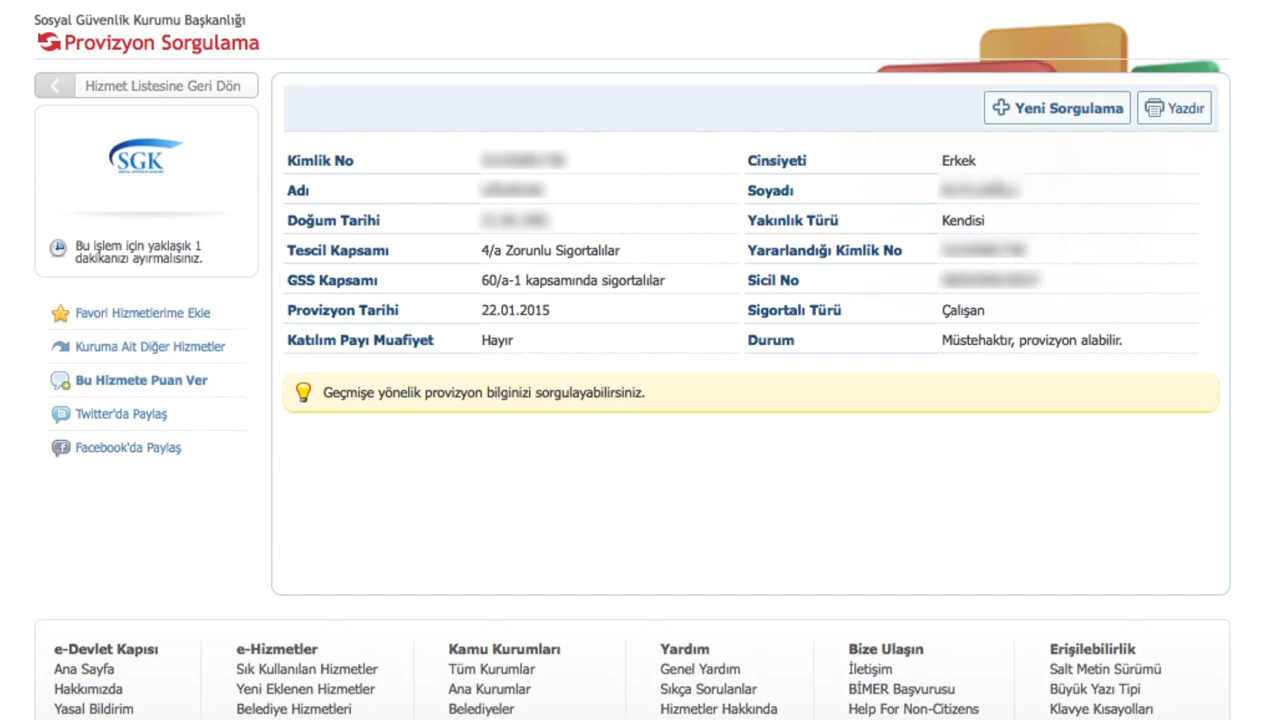 Sosyal Güvenlik Kurumu Başkanlığı
Provizyon Sorgulama
Hizmet Listesine Geri Dön
SGK
Bu işlem için yaklaşık 1
dakikanızı ayırmalısınız.
Favori Hizmetlerime Ekle
Kuruma Ait Diğer Hizmetler
Bu Hizmete Puan Ver
Twitter'da Paylaş
Facebook'da Paylaş
Yeni Sorgulama Yazdır
Kimlik No Cinsiyeti Erkek
Adı Soyadı
Doğum Tarihi Yakınlık Türü Kendisi
Tescil Kapsamı 4/a Zorunlu Sigortalılar Yararlandığı Kimlik No
GSS Kapsamı 60/a-1 kapsamında sigortalılar Sicil No
Provizyon Tarihi 22.01.2015 Sigortalı Türü Çalışan
Katılım Payı Muafiyet Hayır Durum Müstehaktır, provizyon alabilir.
Geçmişe yönelik provizyon bilginizi sorgulayabilirsiniz.
e-Devlet Kapısı e-Hizmetler Kamu Kurumları Yardım Bize Ulaşın Erişilebilirlik
Ana Sayfa Sık Kullanılan Hizmetler Tüm Kurumlar Genel Yardım İletişim Salt Metin Sürümü
Hakkımızda Yeni Eklenen Hizmetler Ana Kurumlar Sıkça Sorulanlar BİMER Başvurusu Büyük Yazı Tipi
Yasal Bildirim Belediye Hizmetleri Belediyeler Hizmetler Hakkında Help For Non-Citizens Klavye Kısayolları